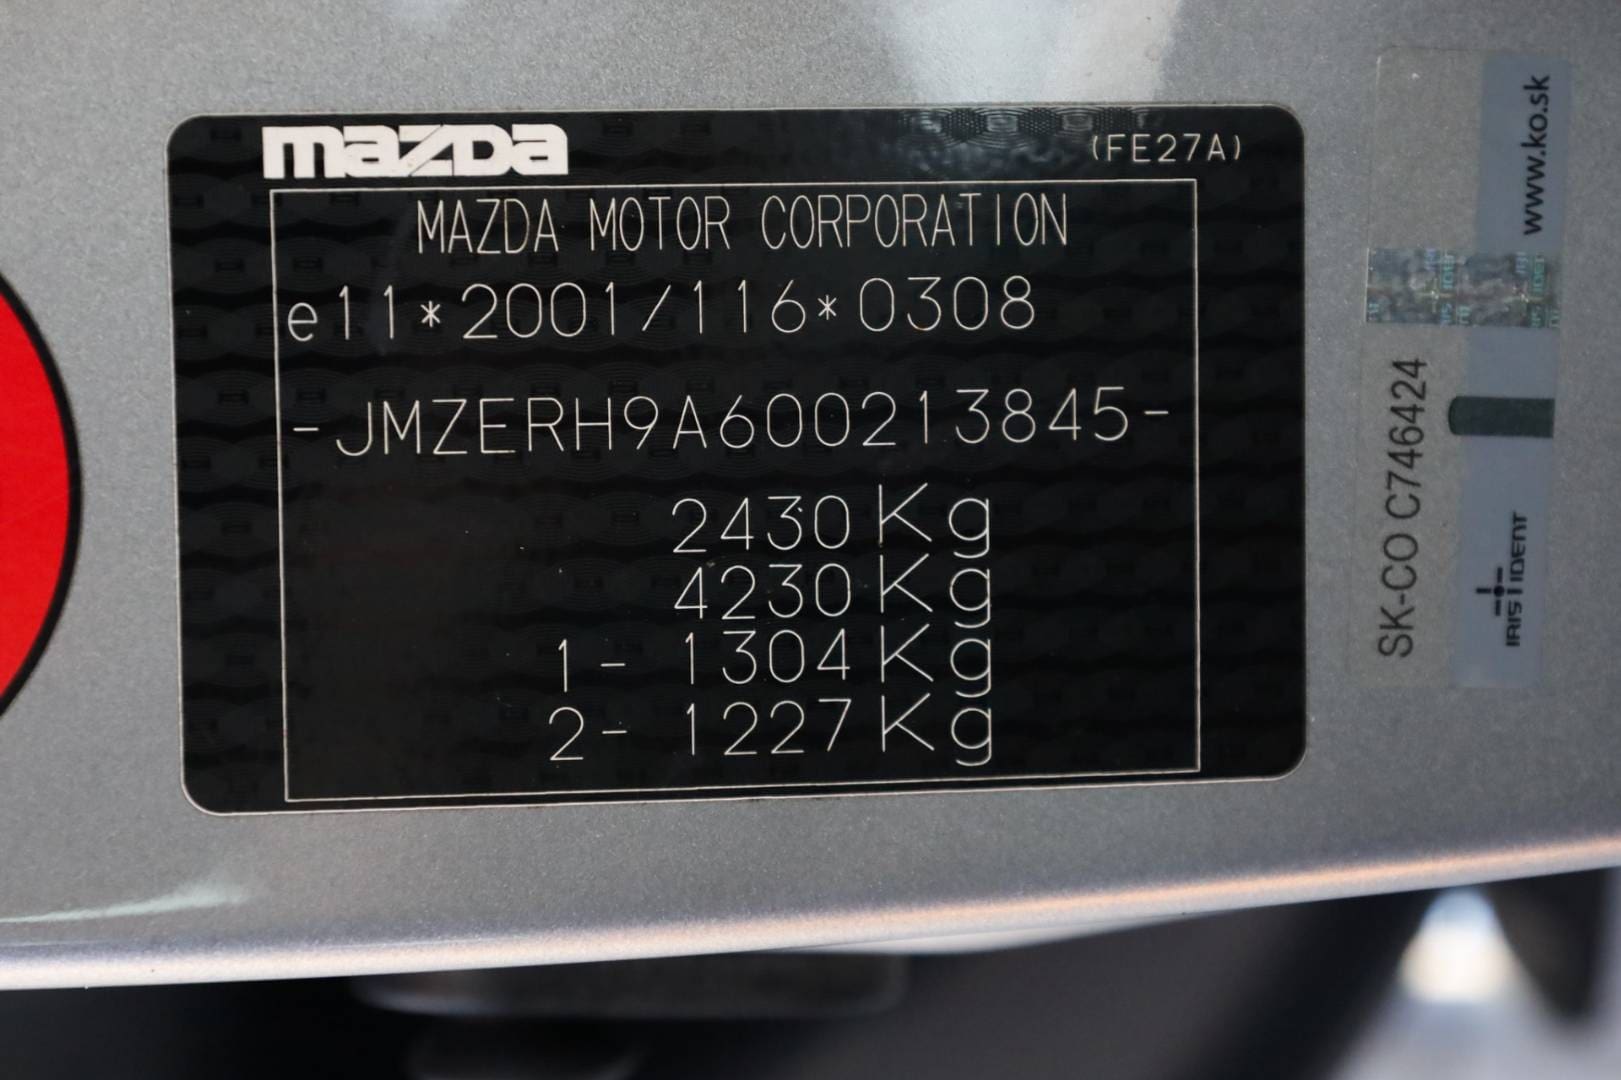 mazda
(FE27A)
MAZDA MOTOR CORPORATION
e11*2001/116*0308
-JMZERH9A600213845-
2430Kg
4230Kg
1- 1304Kg
2- 1227Kg
www.ko.sk
SK-CO C746424
IRIS IDENT